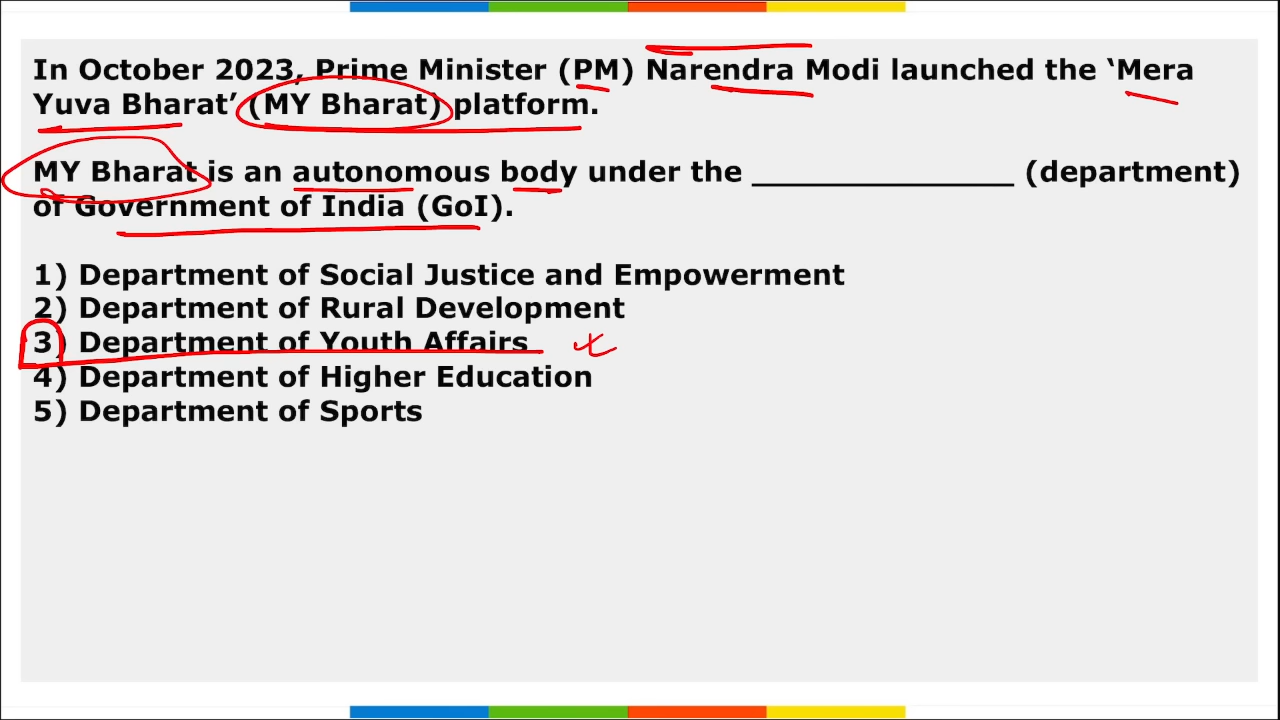 In October 2023, Prime Minister (PM) Narendra Modi launched the ‘Mera
Yuva Bharat’ (MY Bharat) platform.
MY Bharat is an autonomous body under the __________________ (department)
of Government of India (GoI).
1) Department of Social Justice and Empowerment
2) Department of Rural Development
3) Department of Youth Affairs
4) Department of Higher Education
5) Department of Sports